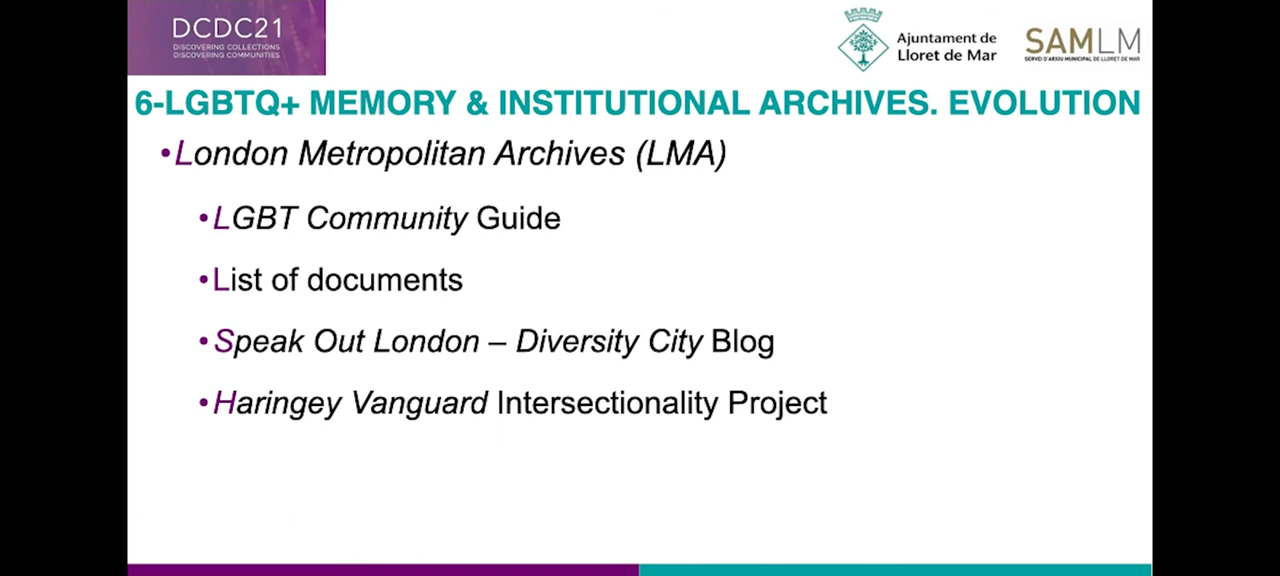 DCDC21
DISCOVERING COLLECTIONS
DISCOVERING COMMUNITIES
Ajuntament de
Lloret de Mar
SAMLM
SERVEI D'ARXIU MUNICIPAL DE LLORET DE MAR
6-LGBTQ+ MEMORY & INSTITUTIONAL ARCHIVES. EVOLUTION
•London Metropolitan Archives (LMA)
•LGBT Community Guide
•List of documents
•Speak Out London – Diversity City Blog
•Haringey Vanguard Intersectionality Project